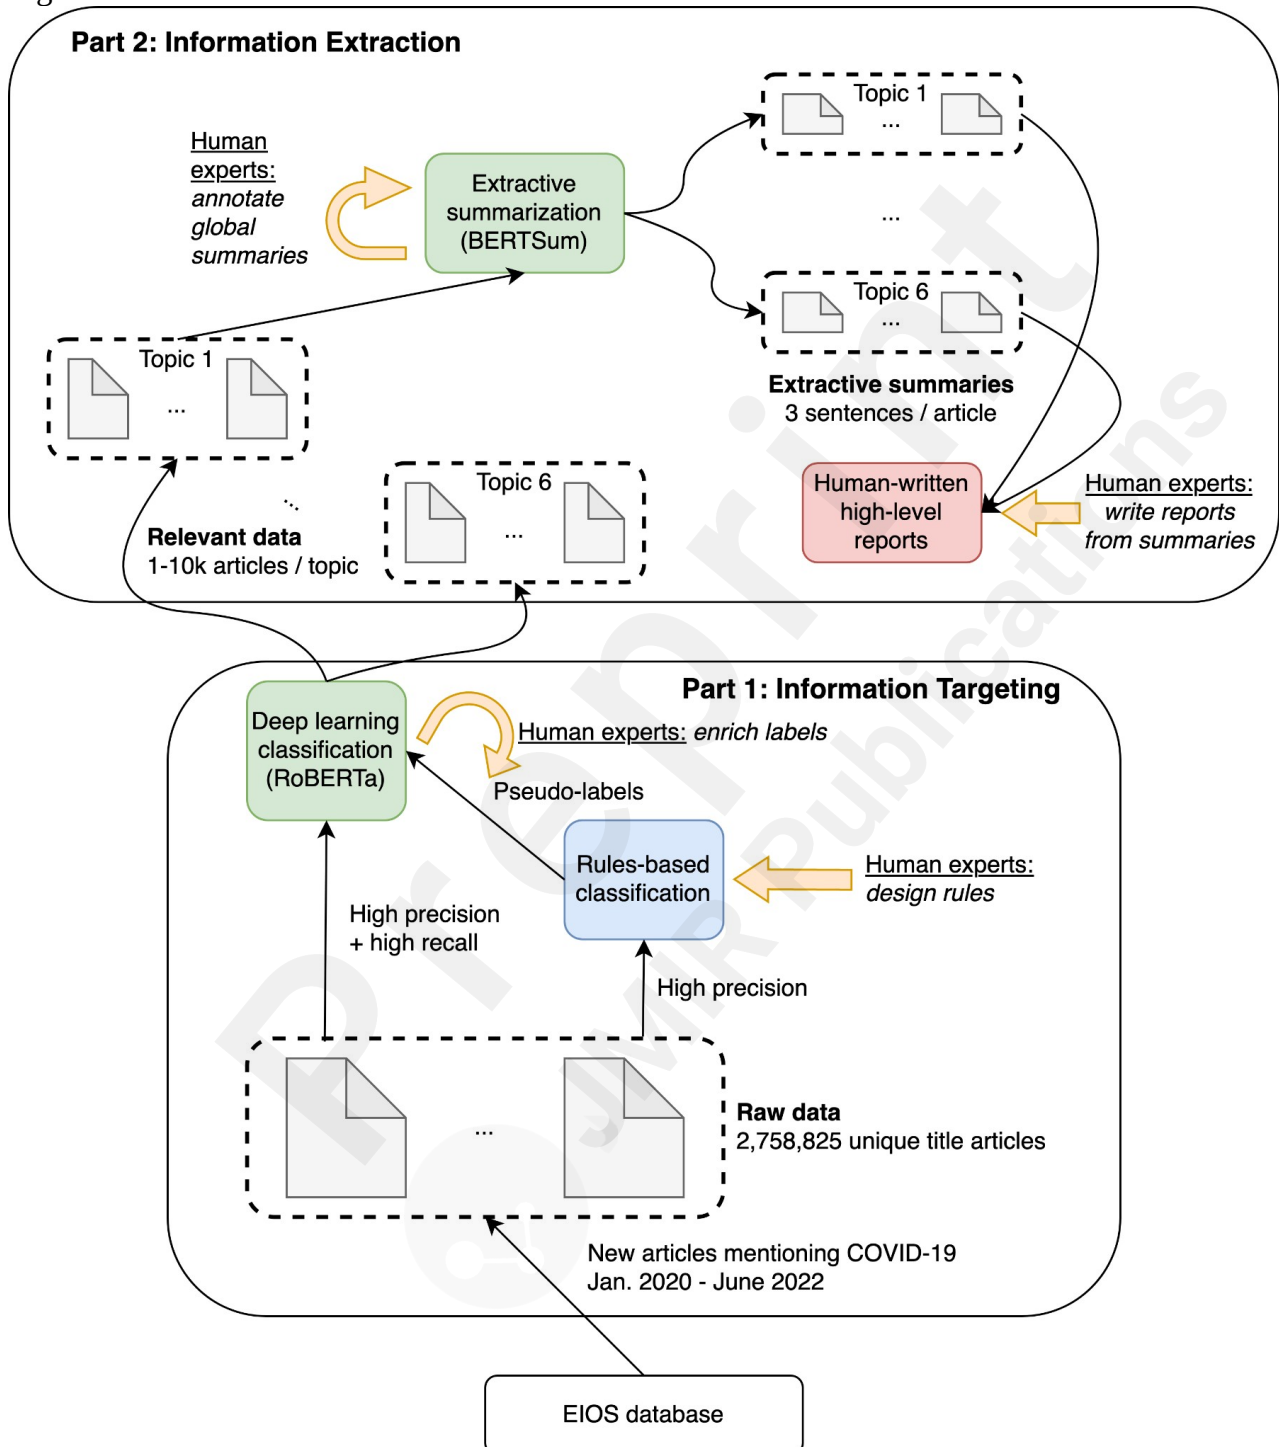 Part 2: Information Extraction
Topic 1
...
Human
experts:
annotate
global
summaries
Extractive
summarization
(BERTSum)
...
Topic 6
...
Topic 1
...
Extractive summaries
3 sentences / article
...
Relevant data
1-10k articles / topic
Topic 6
...
Human-written
high-level
reports
Human experts:
write reports
from summaries
Part 1: Information Targeting
Deep learning
classification
(RoBERTa)
Human experts: enrich labels
Pseudo-labels
Rules-based
classification
Human experts:
design rules
High precision
+ high recall
High precision
...
Raw data
2,758,825 unique title articles
New articles mentioning COVID-19
Jan. 2020 - June 2022
EIOS database
Preprint
JMIR Publications